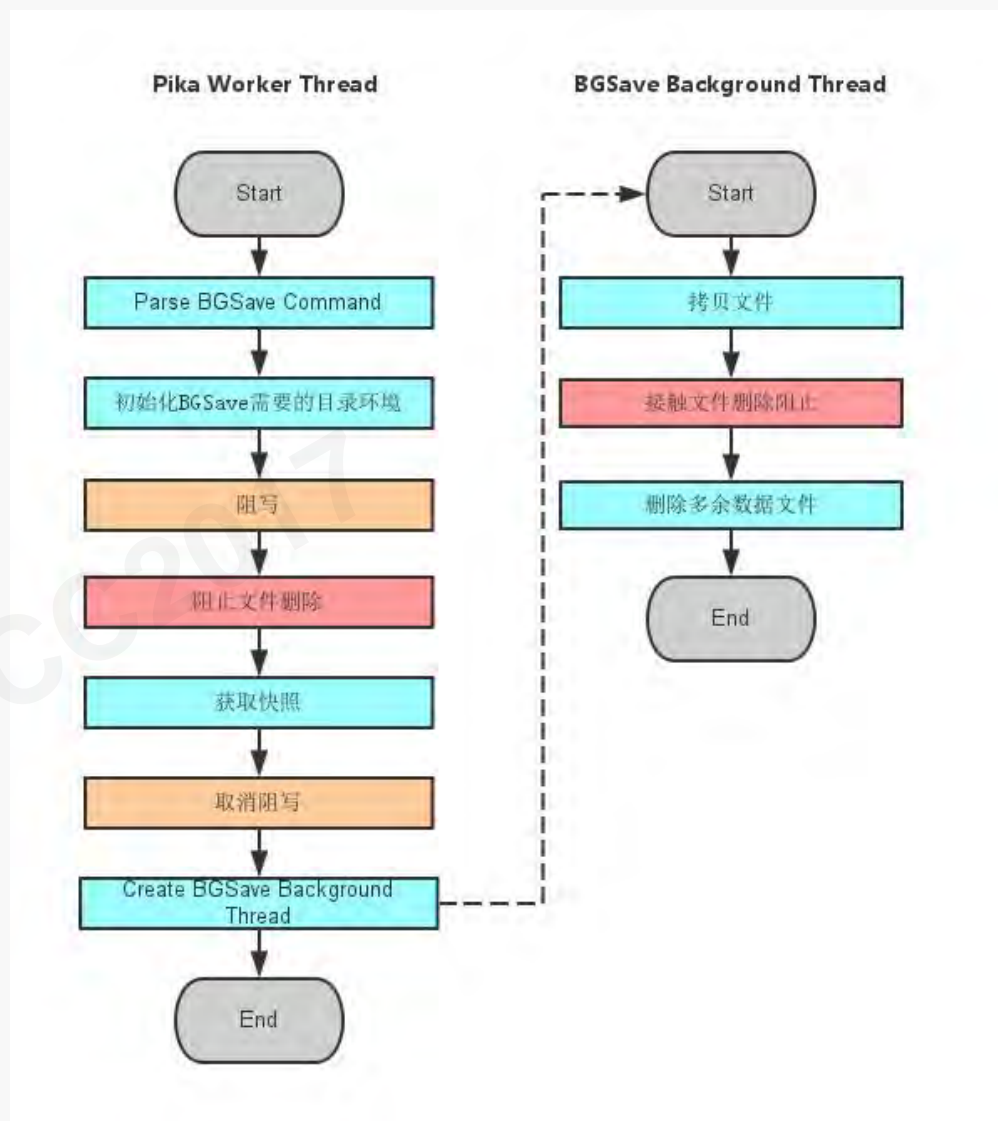 Pika Worker Thread
Start
Parse BGSave Command
初始化BGSave需要的目录环境
阻写
阻止文件删除
获取快照
取消阻写
Create BGSave Background
Thread
End
BGSave Background Thread
Start
拷贝文件
接触文件删除阻止
删除多余数据文件
End
CC2017